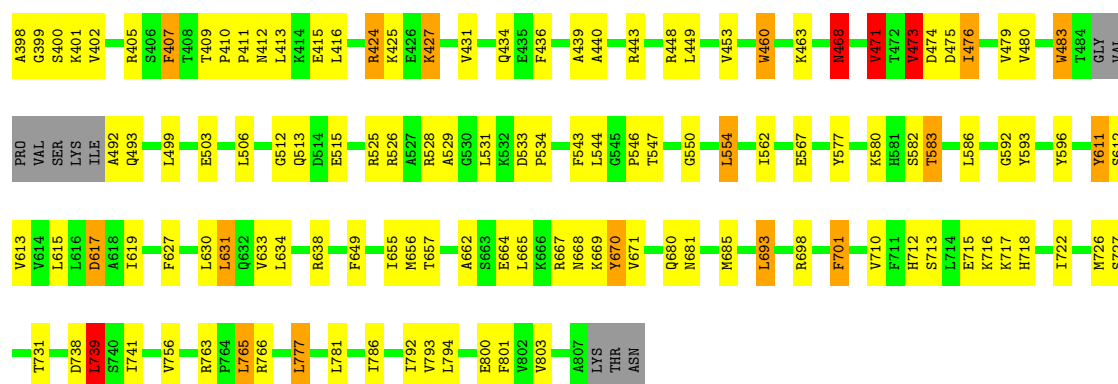 A398 G399 S400 K401 V402 R405 S406 F407 T408 T409 P410 P411 N412 L413 K414 E415 L416 R424 K425 E426 K427 V431 Q434 E435 F436 A439 A440 R443 R448 L449 V453 W460 K463 N468 V471 T472 V473 D474 D475 I476 V479 V480 W483 T484 GLY VAL
PRO VAL SER LYS ILE A492 Q493 L499 E503 L506 G512 Q513 D514 E515 R525 R526 A527 R528 A529 G530 L531 K532 D533 P534 F543 L544 G545 P546 T547 G550 L554 I562 E567 Y577 K580 H581 S582 T583 L586 G592 Y593 Y596 Y611 G612
V613 V614 L615 L616 D617 A618 I619 F627 L630 L631 Q632 V633 L634 R638 F649 I655 M656 T657 A662 S663 E664 L665 K666 R667 N668 K669 Y670 V671 Q680 N681 M685 L693 R698 F701 V710 F711 H712 S713 L714 E715 K716 K717 H718 I722 M726 S727
T731 D738 L739 S740 I741 V756 R763 P764 L765 R766 L777 L781 I786 I792 V793 L794 E800 F801 V802 V803 A807 LYS THR ASN